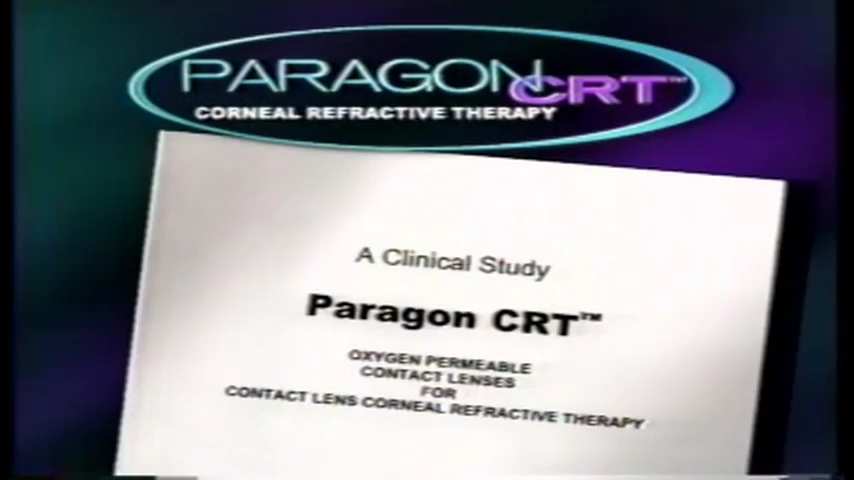 PARAGON CRT™
CORNEAL REFRACTIVE THERAPY
A Clinical Study
Paragon CRT™
OXYGEN PERMEABLE
CONTACT LENSES
FOR
CONTACT LENS CORNEAL REFRACTIVE THERAPY